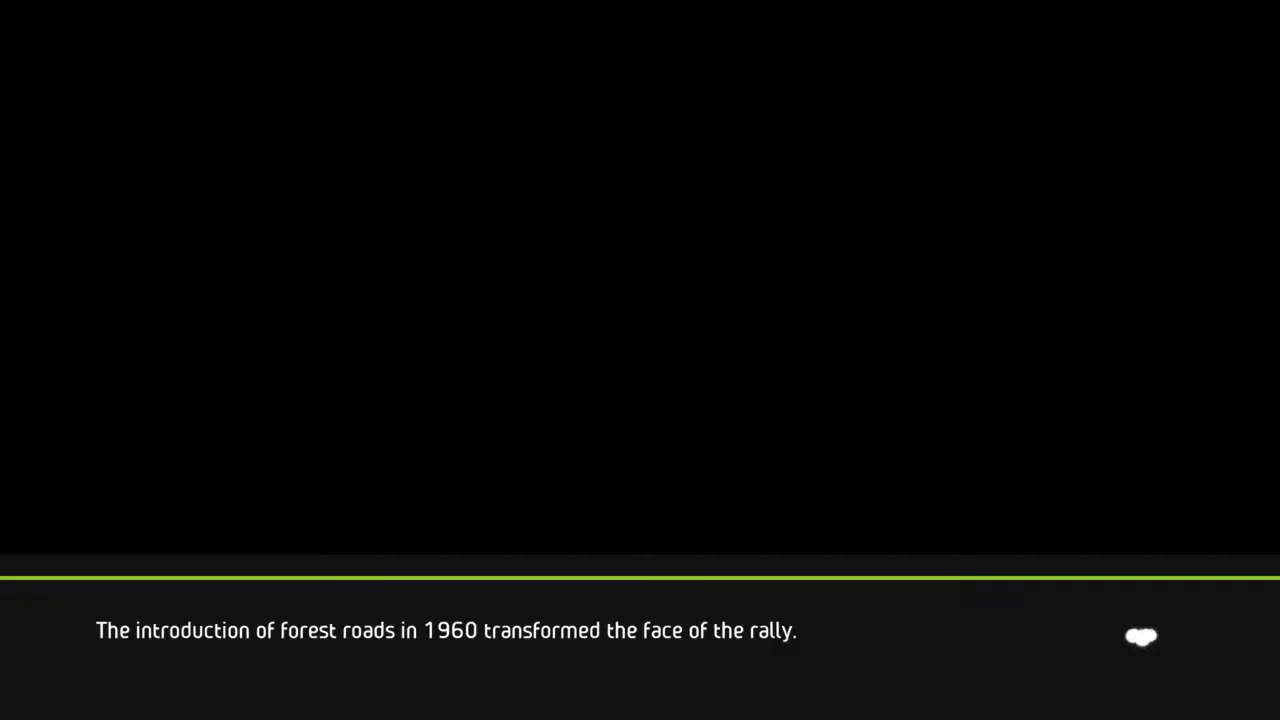 The introduction of forest roads in 1960 transformed the face of the rally.